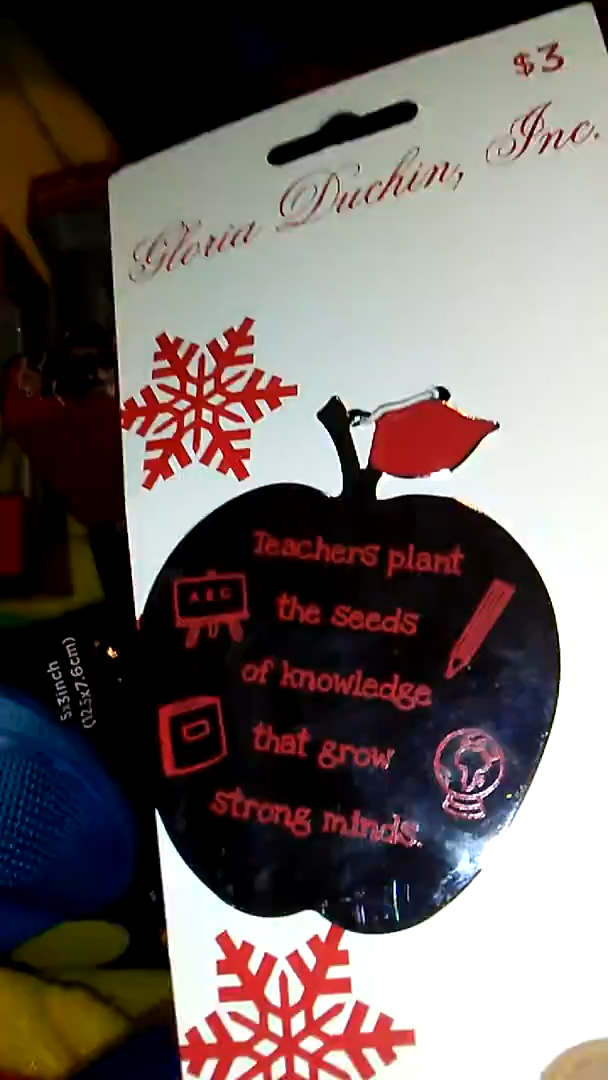 $3
Gloria Duchin, Inc.
Teachers plant
ABC
the seeds
of knowledge
that grow
strong minds.
5x3inch
(12.5x7.6cm)